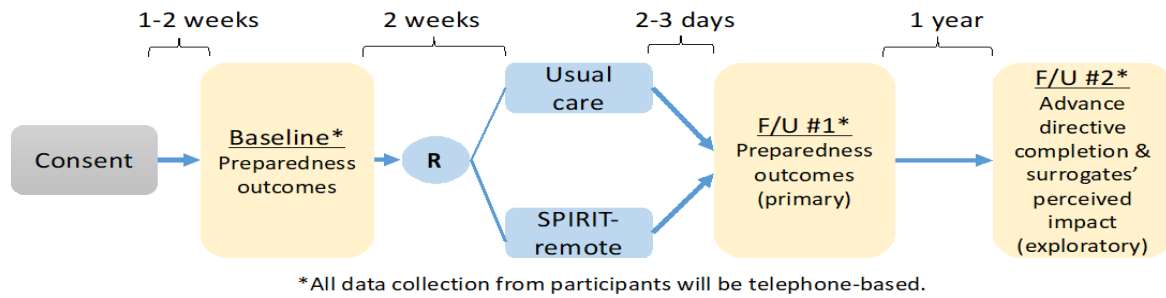 1-2 weeks
2 weeks
2-3 days
1 year
Consent
Baseline*
Preparedness
outcomes
R
Usual
care
SPIRIT-
remote
F/U #1*
Preparedness
outcomes
(primary)
F/U #2*
Advance
directive
completion &
surrogates’
perceived
impact
(exploratory)
*All data collection from participants will be telephone-based.